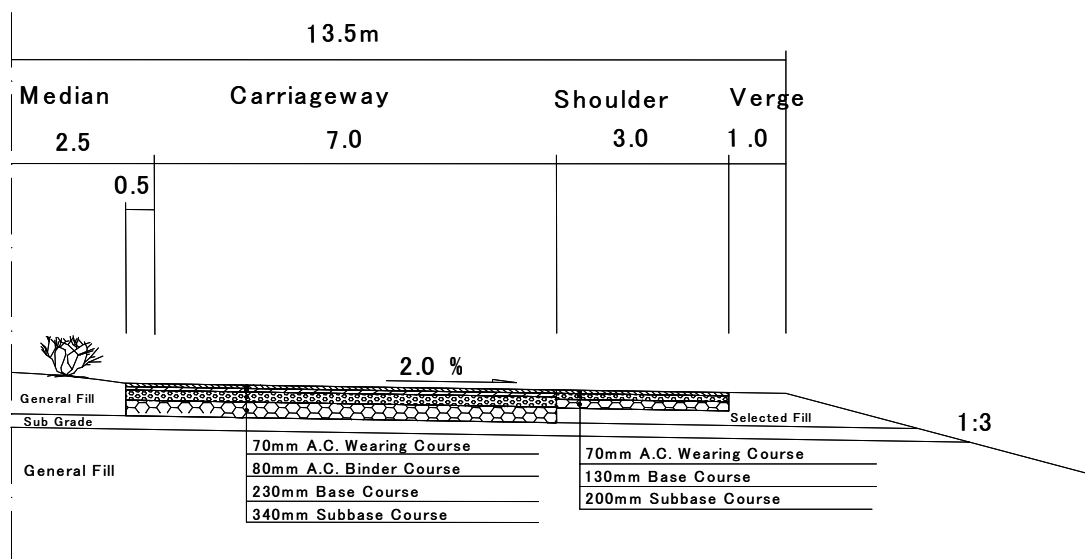 13.5m
Median Carriageway Shoulder Verge
2.5 7.0 3.0 1.0
0.5
2.0 %
General Fill
Selected Fill
Sub Grade
1:3
General Fill
70mm A.C. Wearing Course
80mm A.C. Binder Course
230mm Base Course
340mm Subbase Course
70mm A.C. Wearing Course
130mm Base Course
200mm Subbase Course